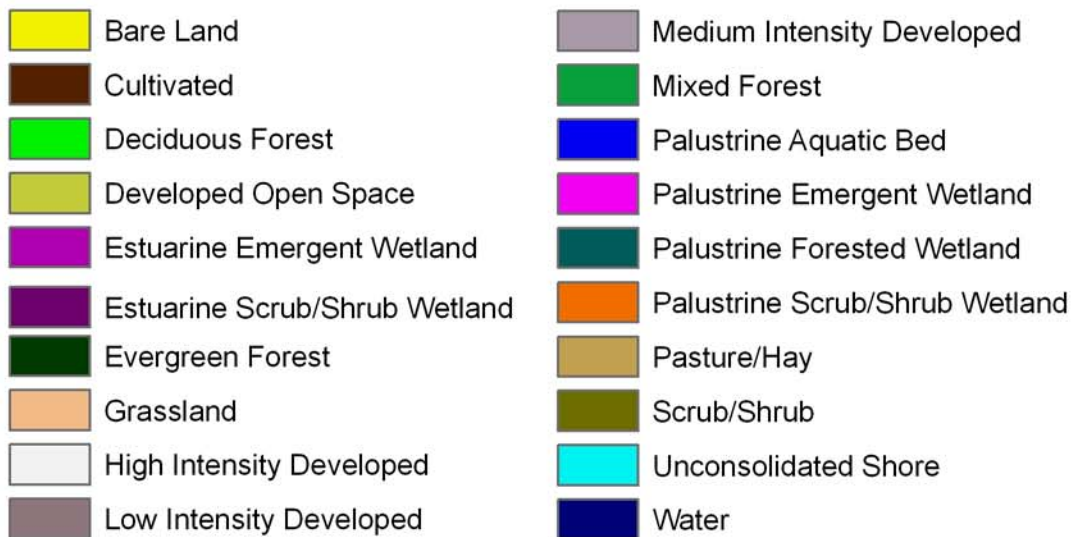 Bare Land
Cultivated
Deciduous Forest
Developed Open Space
Estuarine Emergent Wetland
Estuarine Scrub/Shrub Wetland
Evergreen Forest
Grassland
High Intensity Developed
Low Intensity Developed
Medium Intensity Developed
Mixed Forest
Palustrine Aquatic Bed
Palustrine Emergent Wetland
Palustrine Forested Wetland
Palustrine Scrub/Shrub Wetland
Pasture/Hay
Scrub/Shrub
Unconsolidated Shore
Water